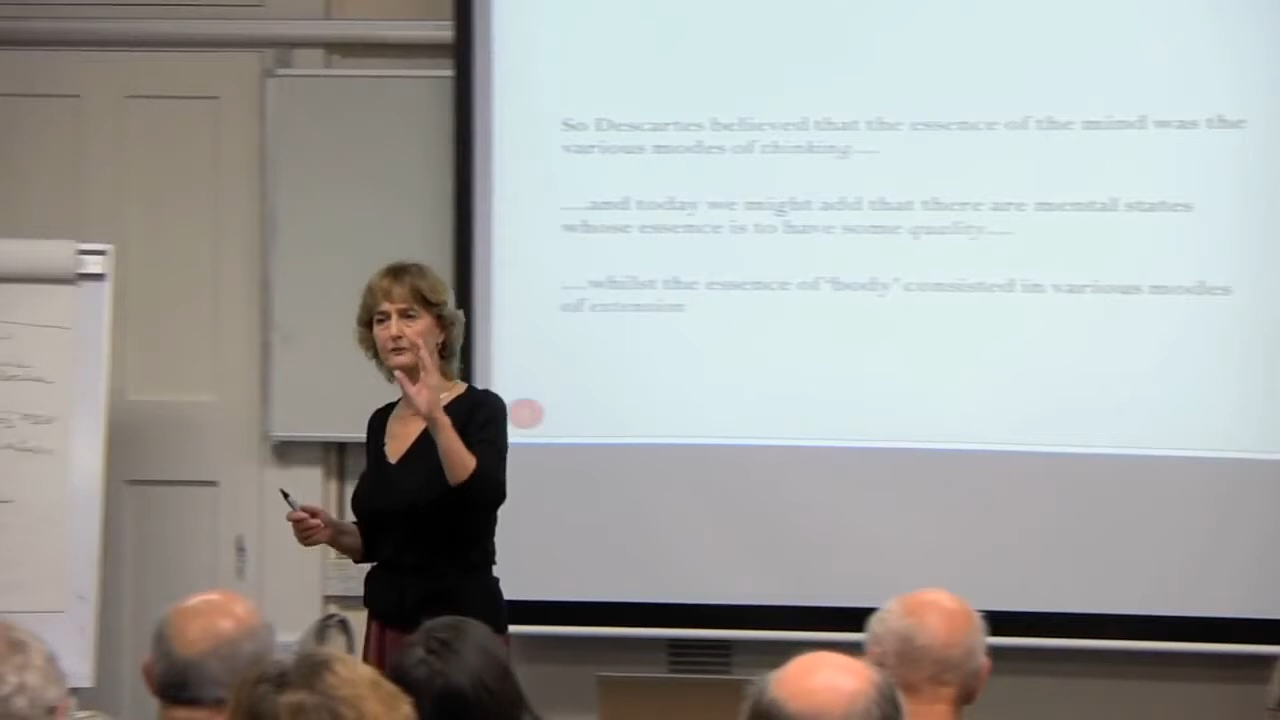 So Descartes believed that the essence of the mind was the
various modes of thinking....
....and today we might add that there are mental states
whose essence is to have some quality....
....whilst the essence of 'body' consisted in various modes
of extension